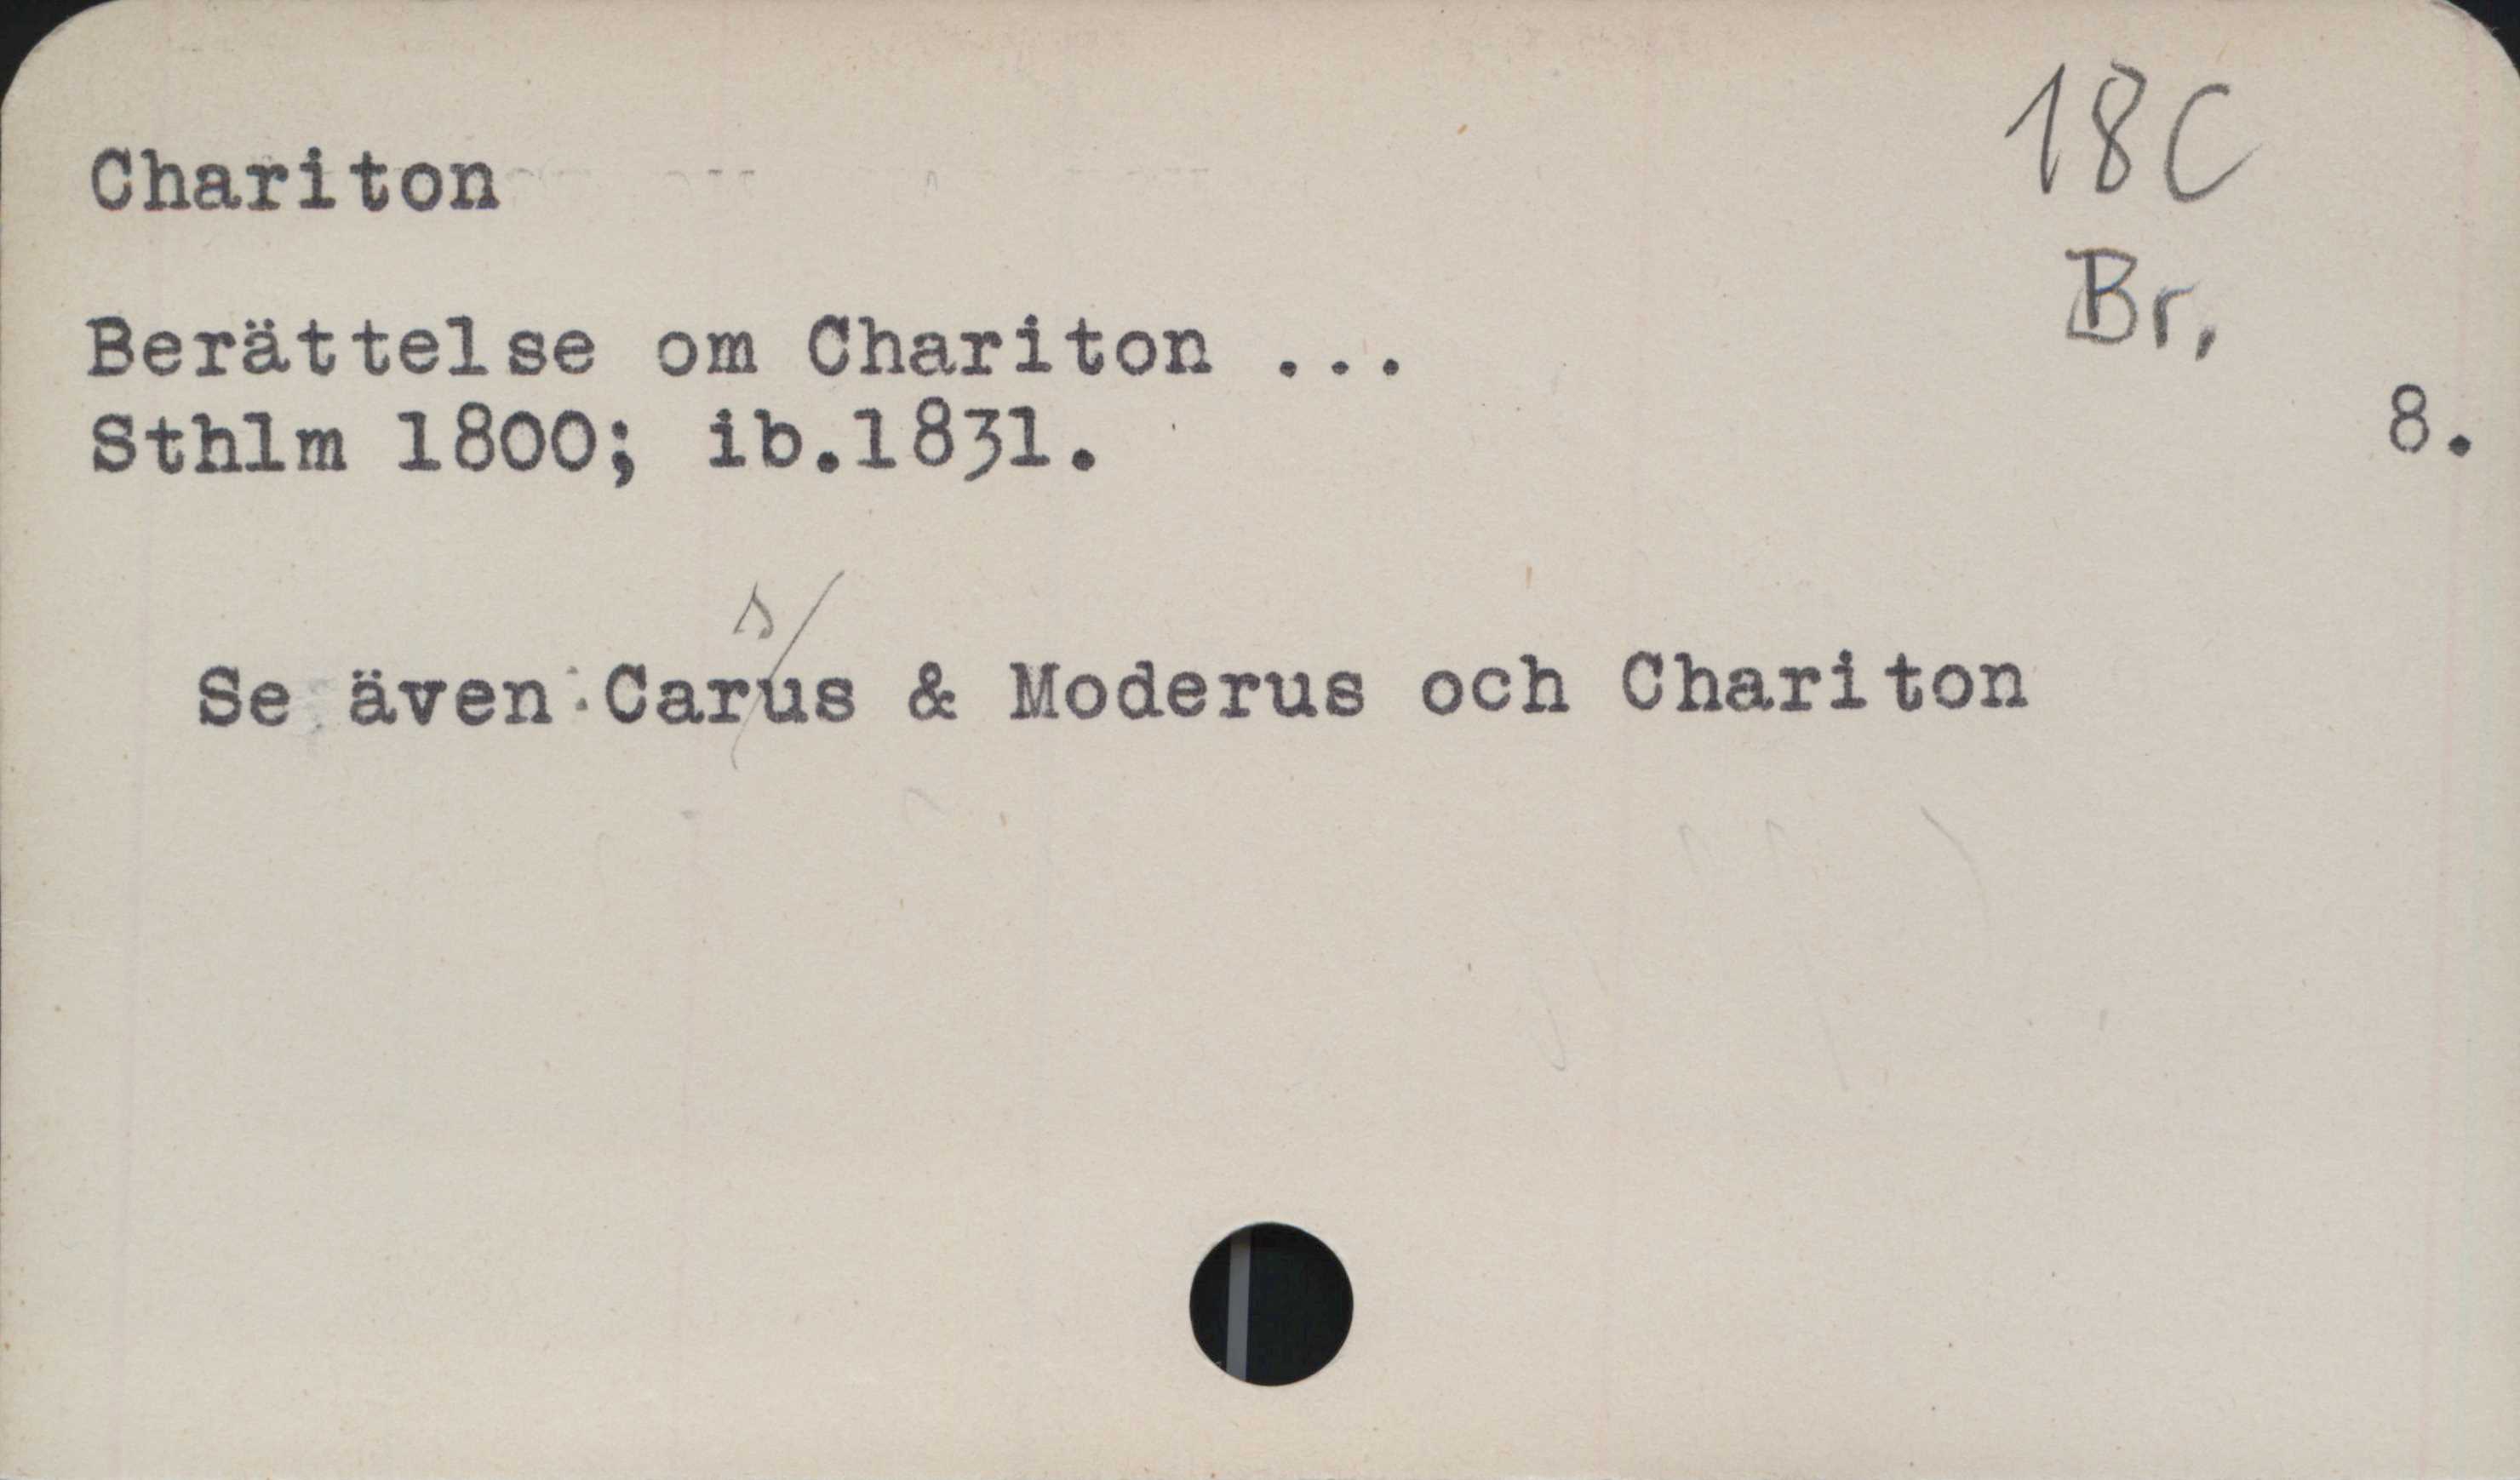 18C
Chariton
Br.
Berättelse om Chariton ...
Sthlm 1800; ib.1831. 8.
s/
Se även: Carus & Moderus och Chariton